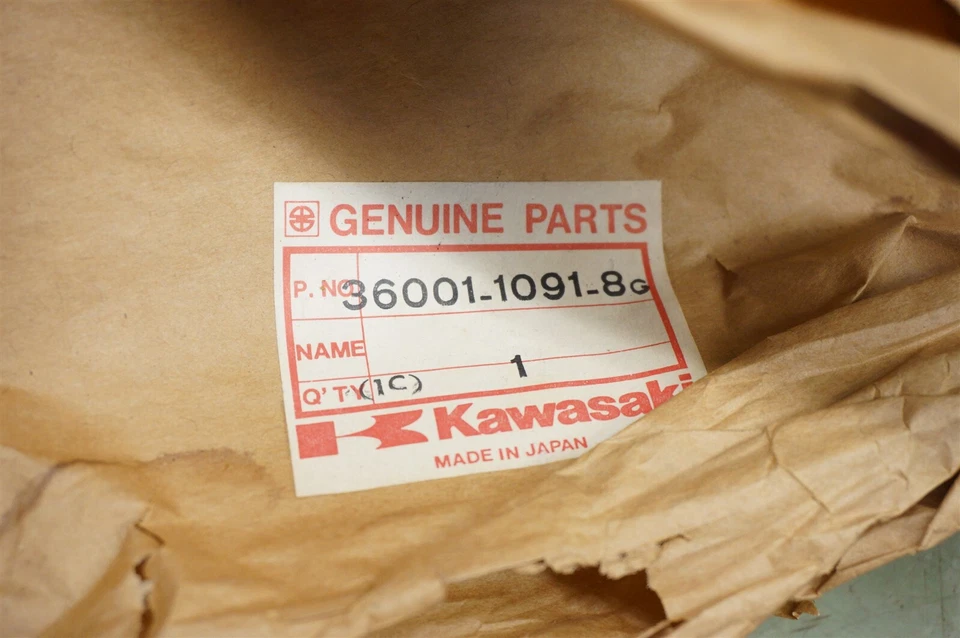 GENUINE PARTS
P. NO 36001-1091-8G
NAME
Q'TY (1C) 1
Kawasaki
MADE IN JAPAN